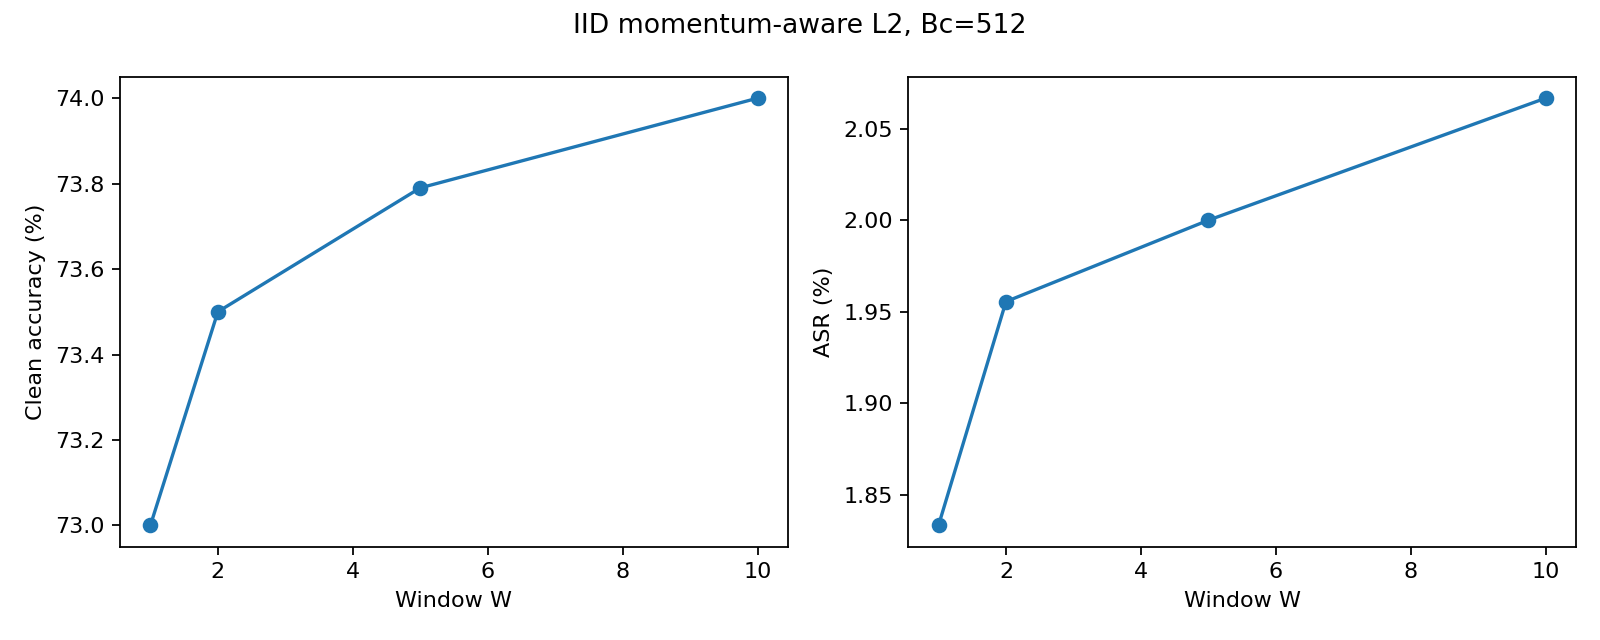 IID momentum-aware L2, Bc=512
Clean accuracy (%)
74.0
73.8
73.6
73.4
73.2
73.0
2 4 6 8 10
Window W
ASR (%)
2.05
2.00
1.95
1.90
1.85
2 4 6 8 10
Window W